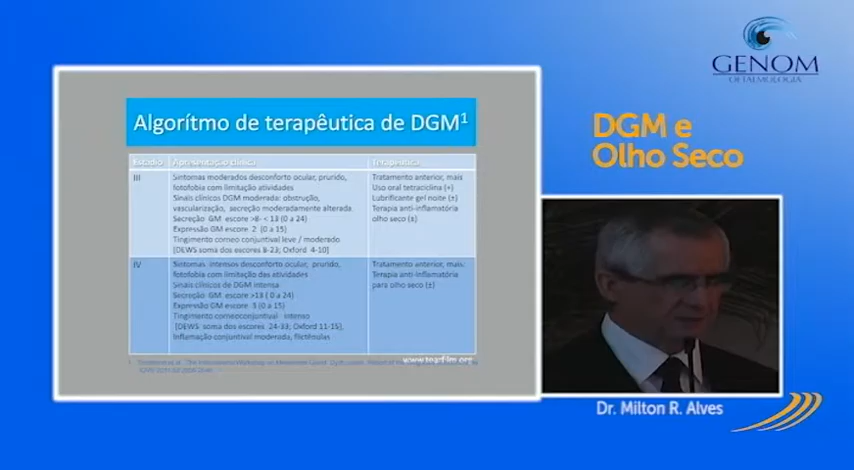 GENOM
OFTALMOLOGIA
DGM e
Olho Seco
Algorítmo de terapêutica de DGM1
Estádio Apresentação clínica Terapêutica
III
Sintomas moderados desconforto ocular, prurido,
fotofobia com limitação atividades
Sinais clínicos DGM moderada: obstrução,
vascularização, secreção moderadamente alterada.
Secreção GM escore >8- < 13 (0 a 24)
Expressão GM escore 2 (0 a 15)
Tingimento corneo conjuntival leve / moderado
[DEWS soma dos escores 8-23; Oxford 4-10]
Tratamento anterior, mais
Uso oral tetraciclina (+)
Lubrificante gel noite (±)
Terapia anti-inflamatória
olho seco (±)
IV
Sintomas intensos desconforto ocular, prurido,
fotofobia com limitação das atividades
Sinais clínicos de DGM intensa
Secreção GM escore >13 ( 0 a 24)
Expressão GM escore 3 (0 a 15)
Tingimento corneoconjuntival intenso
[DEWS soma dos escores 24-33; Oxford 11-15),
Inflamação conjuntival moderada, flictênulas
Tratamento anterior, mais:
Terapia anti-inflamatória
para olho seco (±)
www.tearfilm.org
Dr. Milton R. Alves